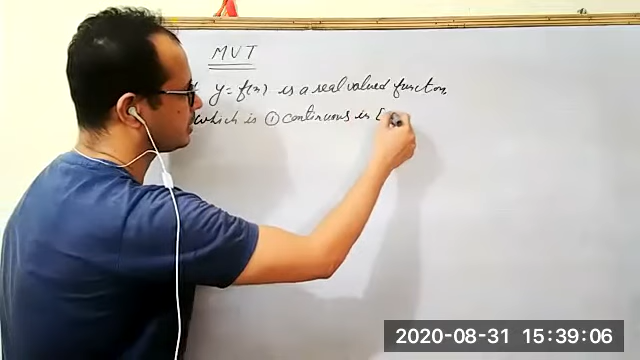 MVT
y = f(x) is a real valued function
which is ① continuous in [
2020-08-31 15:39:06